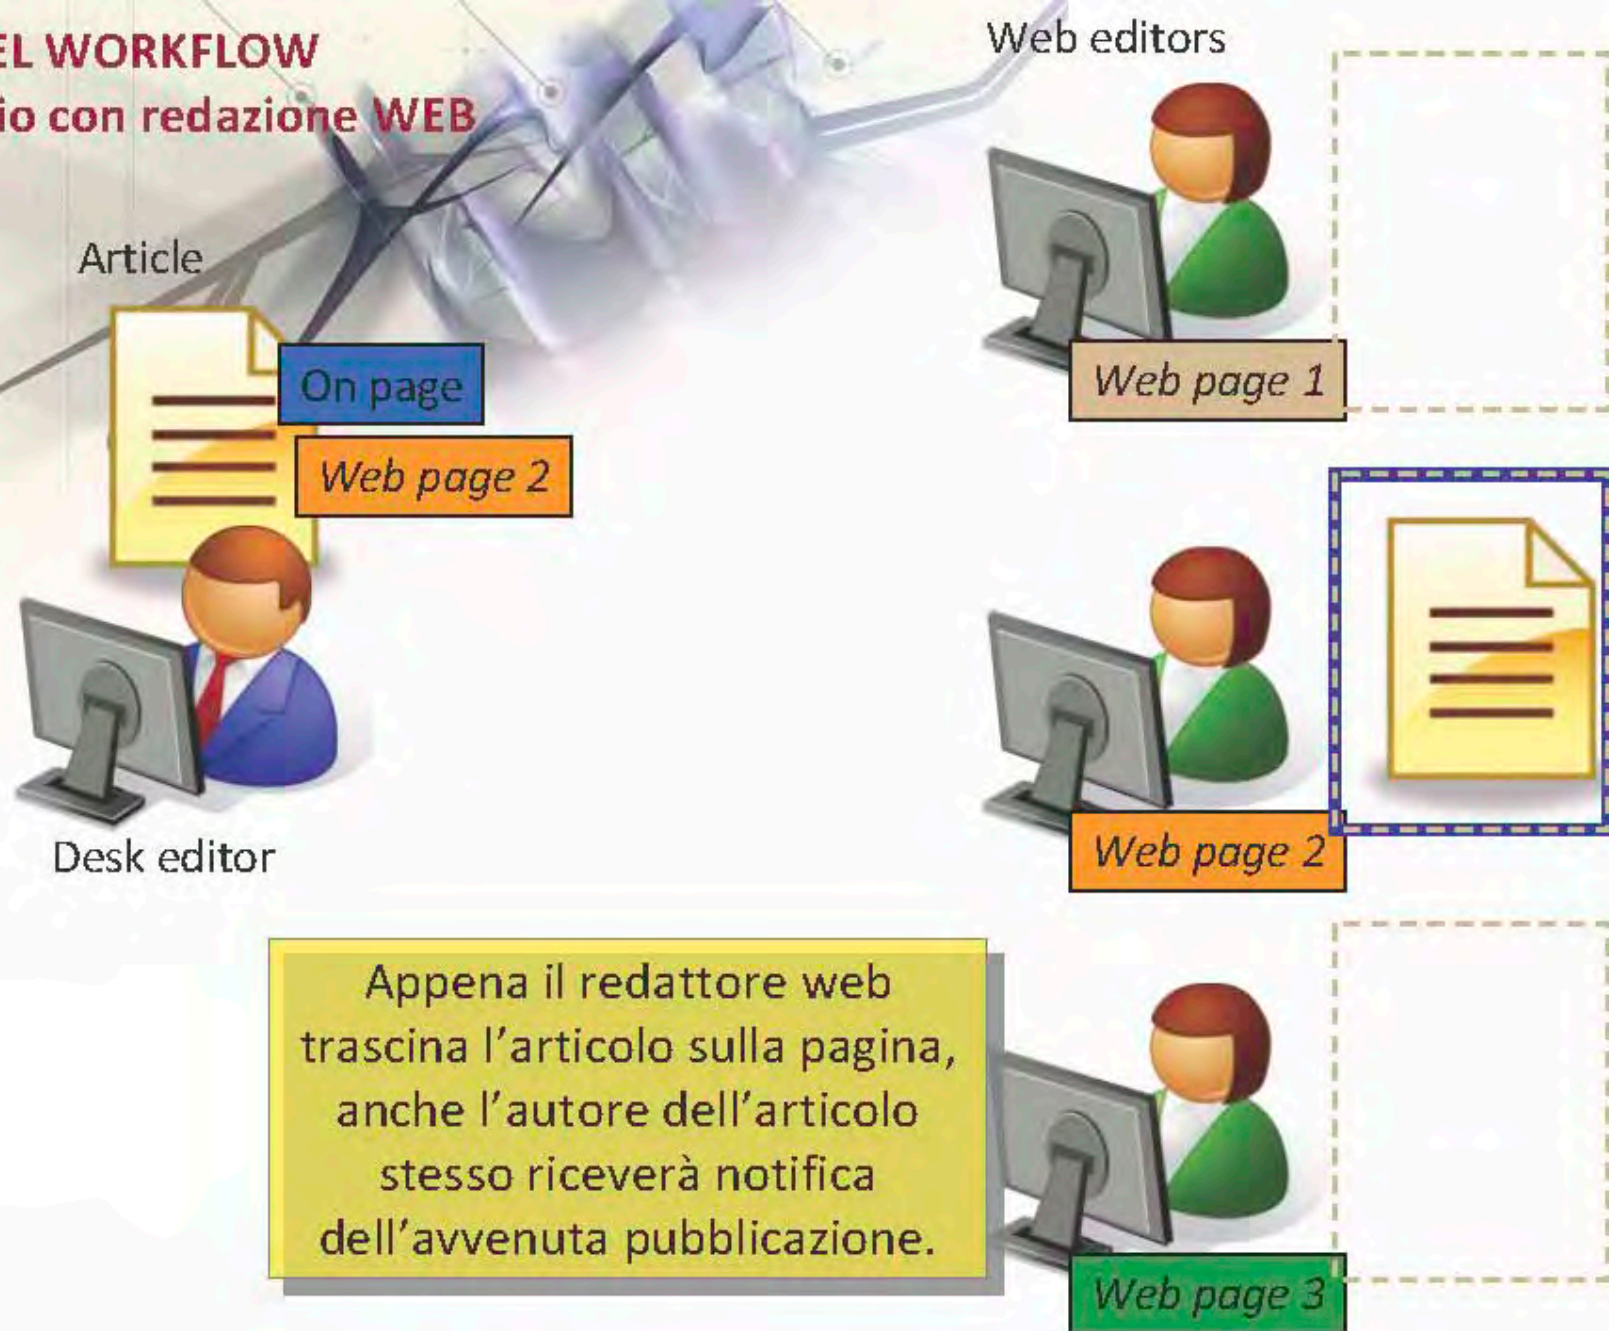 EL WORKFLOW
io con redazione WEB
Web editors
Article
On page
Web page 2
Web page 1
Desk editor
Web page 2
Appena il redattore web
trascina l'articolo sulla pagina,
anche l'autore dell'articolo
stesso riceverà notifica
dell'avvenuta pubblicazione.
Web page 3